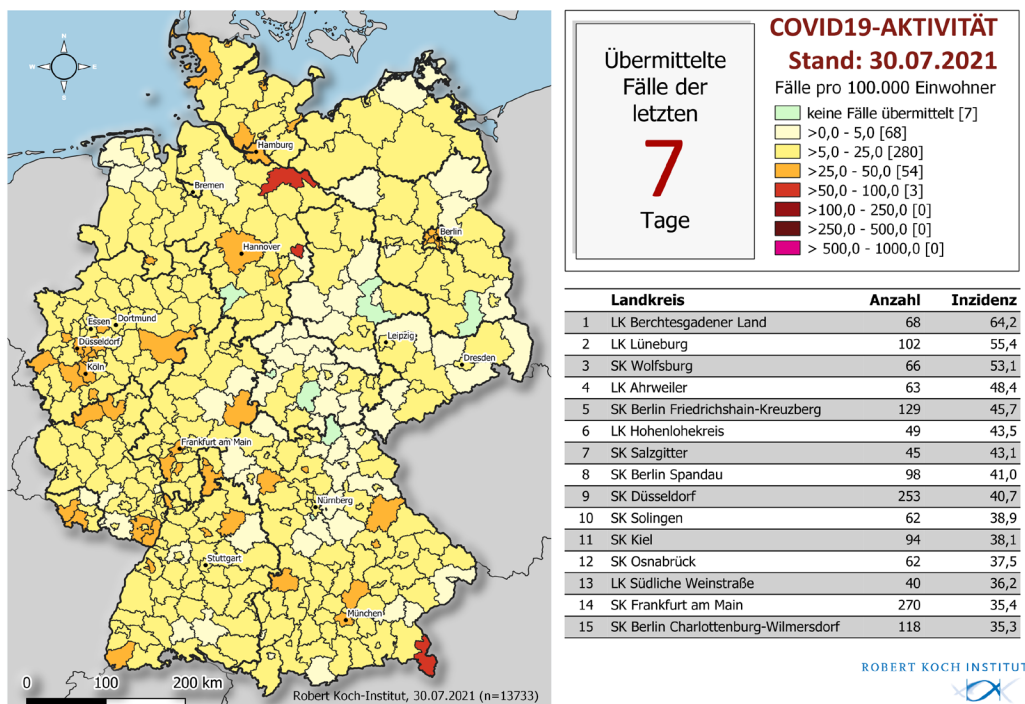 N
W
E
S
Hamburg
Bremen
Berlin
Hannover
Essen
Dortmund
Düsseldorf
Leipzig
Köln
Dresden
Frankfurt am Main
Nürnberg
Stuttgart
München
0 100 200 km
Robert Koch-Institut, 30.07.2021 (n=13733)
Übermittelte
Fälle der
letzten
7
Tage
COVID19-AKTIVITÄT
Stand: 30.07.2021
Fälle pro 100.000 Einwohner
keine Fälle übermittelt [7]
>0,0 - 5,0 [68]
>5,0 - 25,0 [280]
>25,0 - 50,0 [54]
>50,0 - 100,0 [3]
>100,0 - 250,0 [0]
>250,0 - 500,0 [0]
> 500,0 - 1000,0 [0]
Landkreis Anzahl Inzidenz
1 LK Berchtesgadener Land 68 64,2
2 LK Lüneburg 102 55,4
3 SK Wolfsburg 66 53,1
4 LK Ahrweiler 63 48,4
5 SK Berlin Friedrichshain-Kreuzberg 129 45,7
6 LK Hohenlohekreis 49 43,5
7 SK Salzgitter 45 43,1
8 SK Berlin Spandau 98 41,0
9 SK Düsseldorf 253 40,7
10 SK Solingen 62 38,9
11 SK Kiel 94 38,1
12 SK Osnabrück 62 37,5
13 LK Südliche Weinstraße 40 36,2
14 SK Frankfurt am Main 270 35,4
15 SK Berlin Charlottenburg-Wilmersdorf 118 35,3
ROBERT KOCH INSTITUT